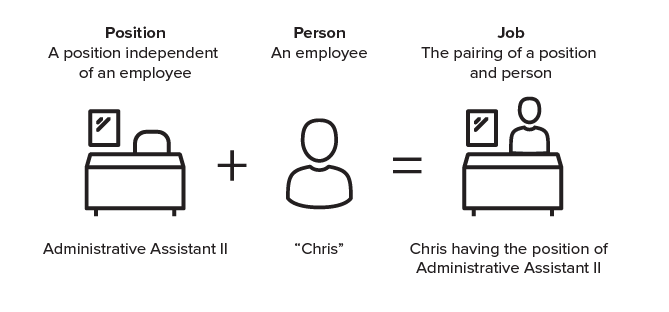 Position
A position independent
of an employee
Person
An employee
Job
The pairing of a position
and person
+
=
Administrative Assistant II
“Chris”
Chris having the position of
Administrative Assistant II